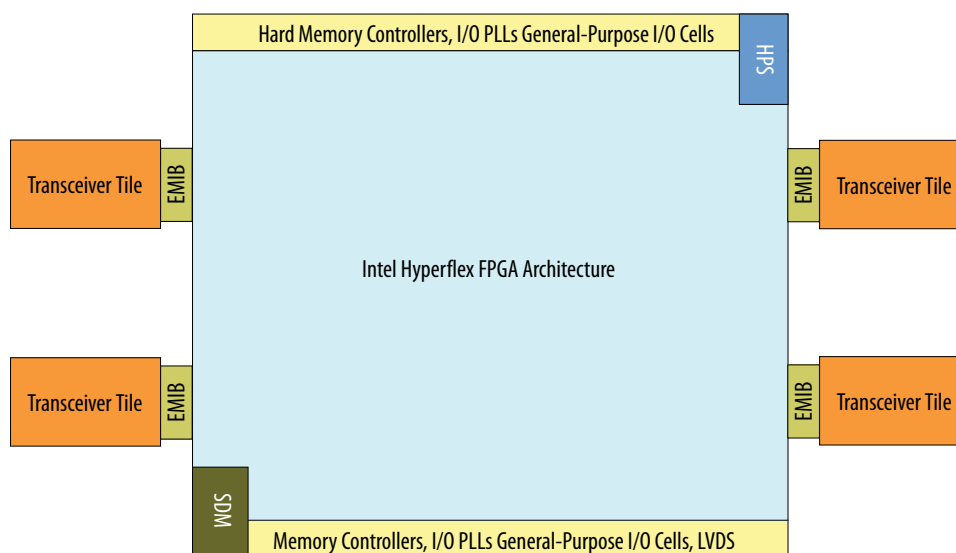 Hard Memory Controllers, I/O PLLs General-Purpose I/O Cells
HPS
Transceiver Tile
EMIB
EMIB
Transceiver Tile
Intel Hyperflex FPGA Architecture
Transceiver Tile
EMIB
EMIB
Transceiver Tile
SDM
Memory Controllers, I/O PLLs General-Purpose I/O Cells, LVDS